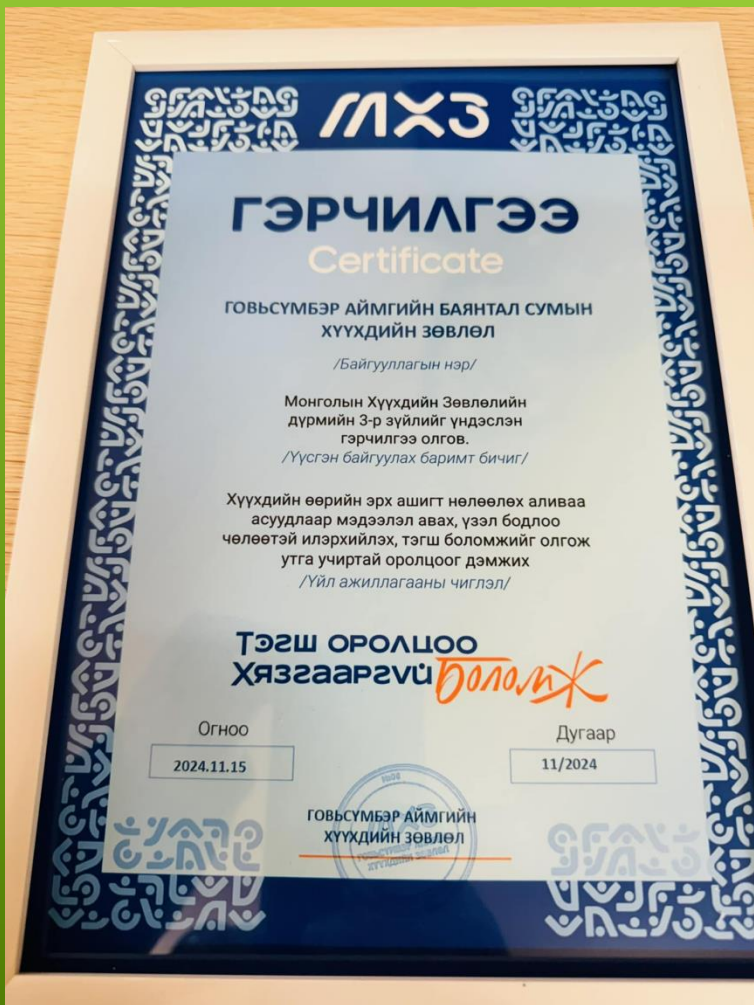 МХЗ
ГЭРЧИЛГЭЭ
Certificate
ГОВЬСҮМБЭР АЙМГИЙН БАЯНТАЛ СУМЫН
ХҮҮХДИЙН ЗӨВЛӨЛ
/Байгууллагын нэр/
Монголын Хүүхдийн Зөвлөлийн
дүрмийн 3-р зүйлийг үндэслэн
гэрчилгээ олгов.
/Үүсгэн байгуулах баримт бичиг/
Хүүхдийн өөрийн эрх ашигт нөлөөлөх аливаа
асуудлаар мэдээлэл авах, үзэл бодлоо
чөлөөтэй илэрхийлэх, тэгш боломжийг олгож
утга учиртай оролцоог дэмжих
/Үйл ажиллагааны чиглэл/
Тэгш оролцоо
Хязгааргүй Боломж
Огноо
2024.11.15
Дугаар
11/2024
ГОВЬСҮМБЭР АЙМГИЙН
ХҮҮХДИЙН ЗӨВЛӨЛ